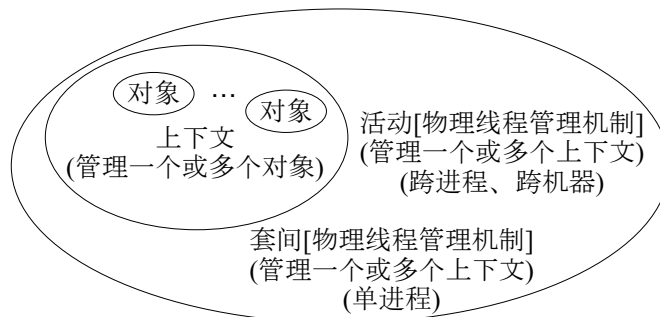 对象 … 对象
上下文
(管理一个或多个对象)
活动[物理线程管理机制]
(管理一个或多个上下文)
(跨进程、跨机器)
套间[物理线程管理机制]
(管理一个或多个上下文)
(单进程)